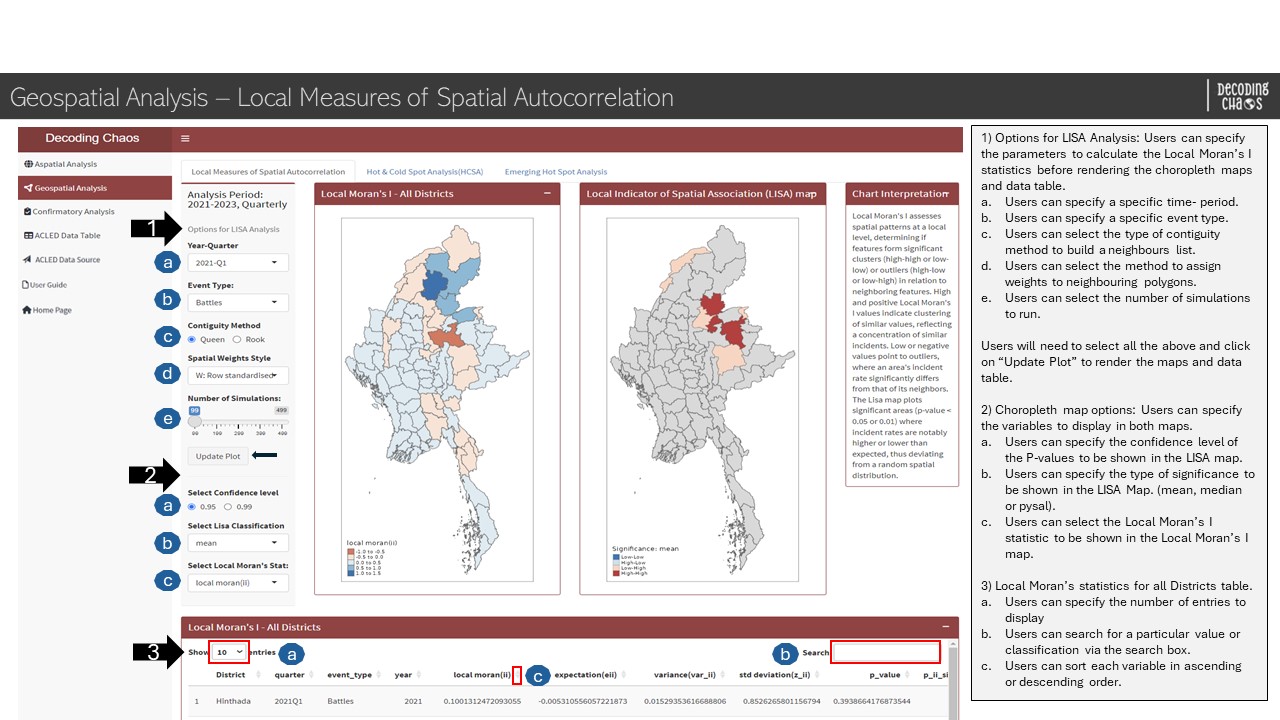 Geospatial Analysis – Local Measures of Spatial Autocorrelation
DECODING
CHAOS
Decoding Chaos
Aspatial Analysis
Geospatial Analysis
Confirmatory Analysis
ACLED Data Table
ACLED Data Source
User Guide
Home Page
Local Measures of Spatial Autocorrelation
Hot & Cold Spot Analysis(HCSA)
Emerging Hot Spot Analysis
Analysis Period:
2021-2023, Quarterly
1
Options for LISA Analysis
Year-Quarter
a
2021-Q1
Event Type:
b
Battles
Contiguity Method
c
Queen
Rook
Spatial Weights Style
d
W: Row standardised
Number of Simulations:
99
499
e
99 199 299 399 499
Update Plot
2
Select Confidence level
a
0.95
0.99
Select Lisa Classification
b
mean
Select Local Moran's Stat:
c
local moran(ii)
Local Moran's I - All Districts
local moran(ii)
-1.0 to -0.5
-0.5 to 0.0
0.0 to 0.5
0.5 to 1.0
1.0 to 1.5
Local Indicator of Spatial Association (LISA) map
Significance: mean
Low-Low
High-Low
Low-High
High-High
Chart Interpretation
Local Moran's I assesses
spatial patterns at a local
level, determining if
features form significant
clusters (high-high or low-
low) or outliers (high-low
or low-high) in relation to
neighboring features. High
and positive Local Moran's
I values indicate clustering
of similar values, reflecting
a concentration of similar
incidents. Low or negative
values point to outliers,
where an area's incident
rate significantly differs
from that of its neighbors.
The Lisa map plots
significant areas (p-value <
0.05 or 0.01) where
incident rates are notably
higher or lower than
expected, thus deviating
from a random spatial
distribution.
Local Moran's I - All Districts
3
Show 10 entries
a
b
Search
District quarter event_type year local moran(ii) c expectation(eii) variance(var_ii) std deviation(z_ii) p_value p_ii_si
1 Hinthada 2021Q1 Battles 2021 0.1001312472093055 -0.005310556057221873 0.01529353616688806 0.8526265801156794 0.3938664176873544
1) Options for LISA Analysis: Users can specify
the parameters to calculate the Local Moran's I
statistics before rendering the choropleth maps
and data table.
a. Users can specify a specific time- period.
b. Users can specify a specific event type.
c. Users can select the type of contiguity
method to build a neighbours list.
d. Users can select the method to assign
weights to neighbouring polygons.
e. Users can select the number of simulations
to run.
Users will need to select all the above and click
on “Update Plot” to render the maps and data
table.
2) Choropleth map options: Users can specify
the variables to display in both maps.
a. Users can specify the confidence level of
the P-values to be shown in the LISA map.
b. Users can specify the type of significance to
be shown in the LISA Map. (mean, median
or pysal).
c. Users can select the Local Moran's I
statistic to be shown in the Local Moran's I
map.
3) Local Moran's statistics for all Districts table.
a. Users can specify the number of entries to
display
b. Users can search for a particular value or
classification via the search box.
c. Users can sort each variable in ascending
or descending order.